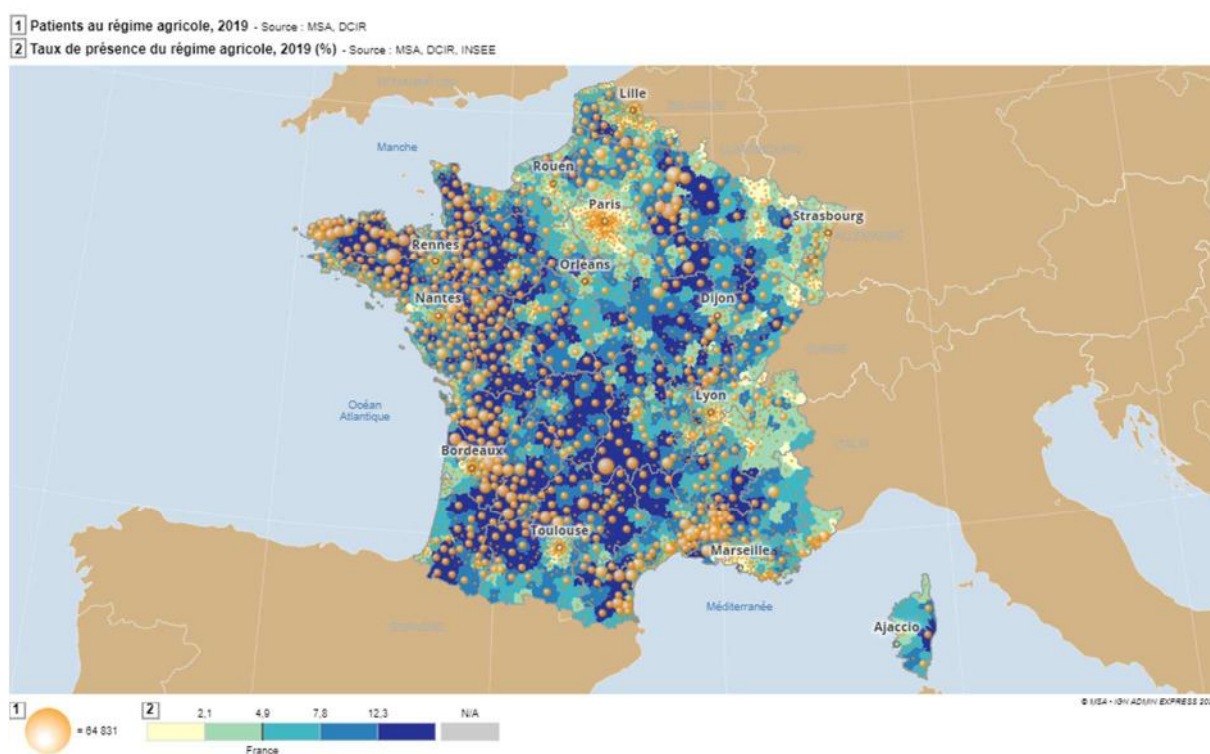 1 Patients au régime agricole, 2019 - Source : MSA, DCIR
2 Taux de présence du régime agricole, 2019 (%) - Source : MSA, DCIR, INSEE
Lille
Manche
Rouen
Paris
Strasbourg
Rennes
Orléans
Nantes
Dijon
Océan
Atlantique
Lyon
Bordeaux
Toulouse
Marseille
Méditerranée
Ajaccio
© MSA - IGN ADMIN EXPRESS
1 = 64 831
2 2,1 4,9 7,8 12,3 N/A
France